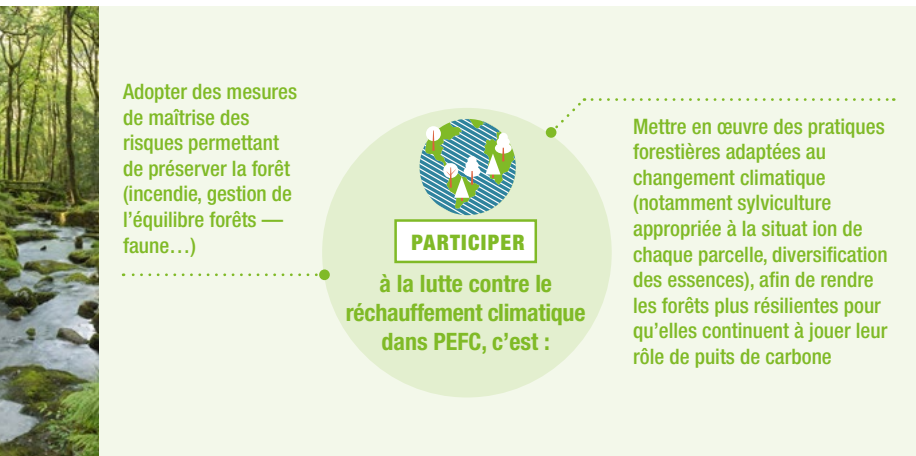 Adopter des mesures
de maîtrise des
risques permettant
de préserver la forêt
(incendie, gestion de
l'équilibre forêts —
faune…)
PARTICIPER
à la lutte contre le
réchauffement climatique
dans PEFC, c'est :
Mettre en œuvre des pratiques
forestières adaptées au
changement climatique
(notamment sylviculture
appropriée à la situat ion de
chaque parcelle, diversification
des essences), afin de rendre
les forêts plus résilientes pour
qu'elles continuent à jouer leur
rôle de puits de carbone